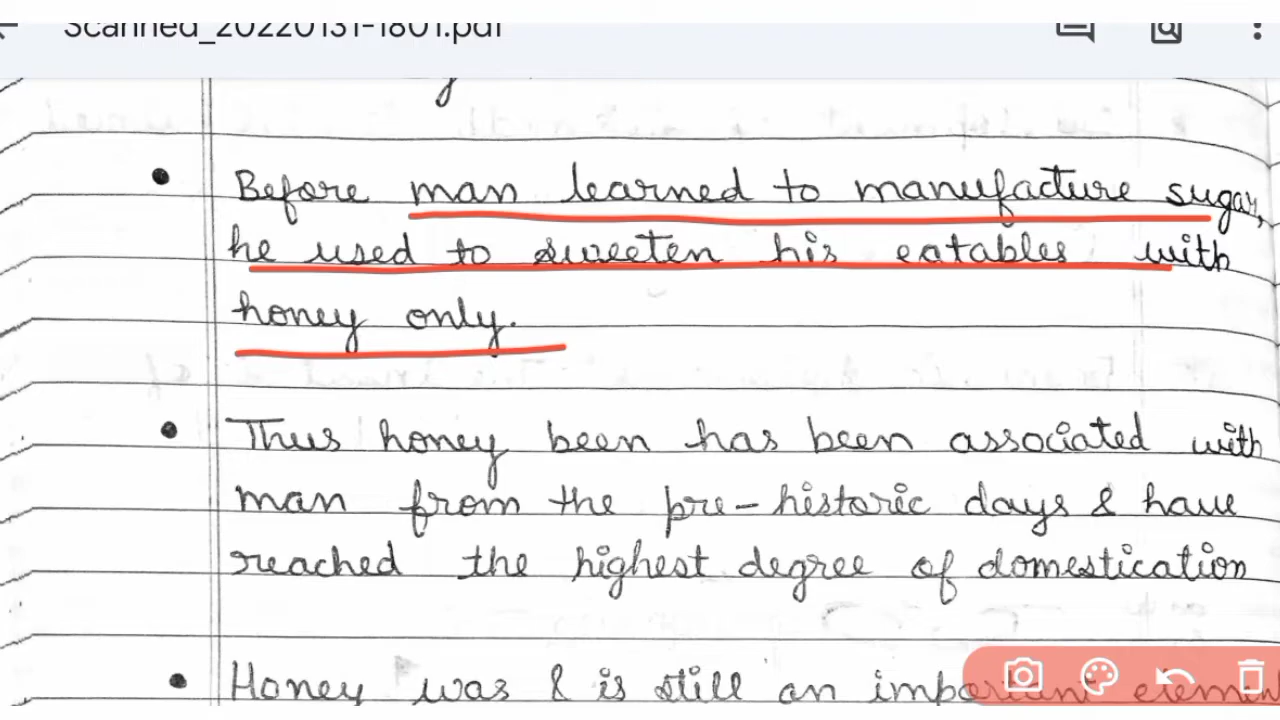 Scanned_20220131-1801.pdf
Before man learned to manufacture sugar,
he used to sweeten his eatables with
honey only.
Thus honey been has been associated with
man from the pre-historic days & have
reached the highest degree of domestication
Honey was & is still an important